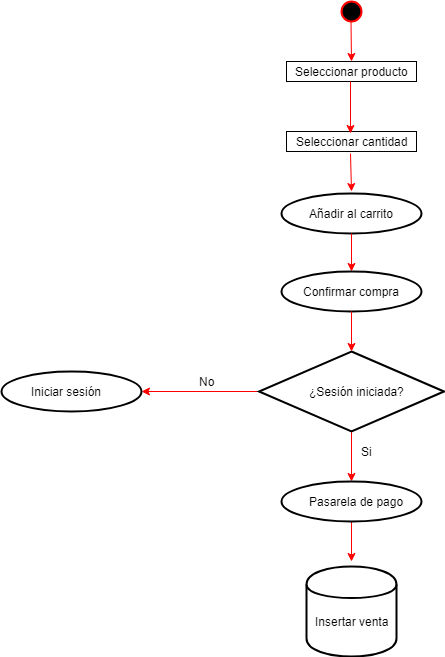 Seleccionar producto
Seleccionar cantidad
Añadir al carrito
Confirmar compra
¿Sesión iniciada?
No
Iniciar sesión
Si
Pasarela de pago
Insertar venta